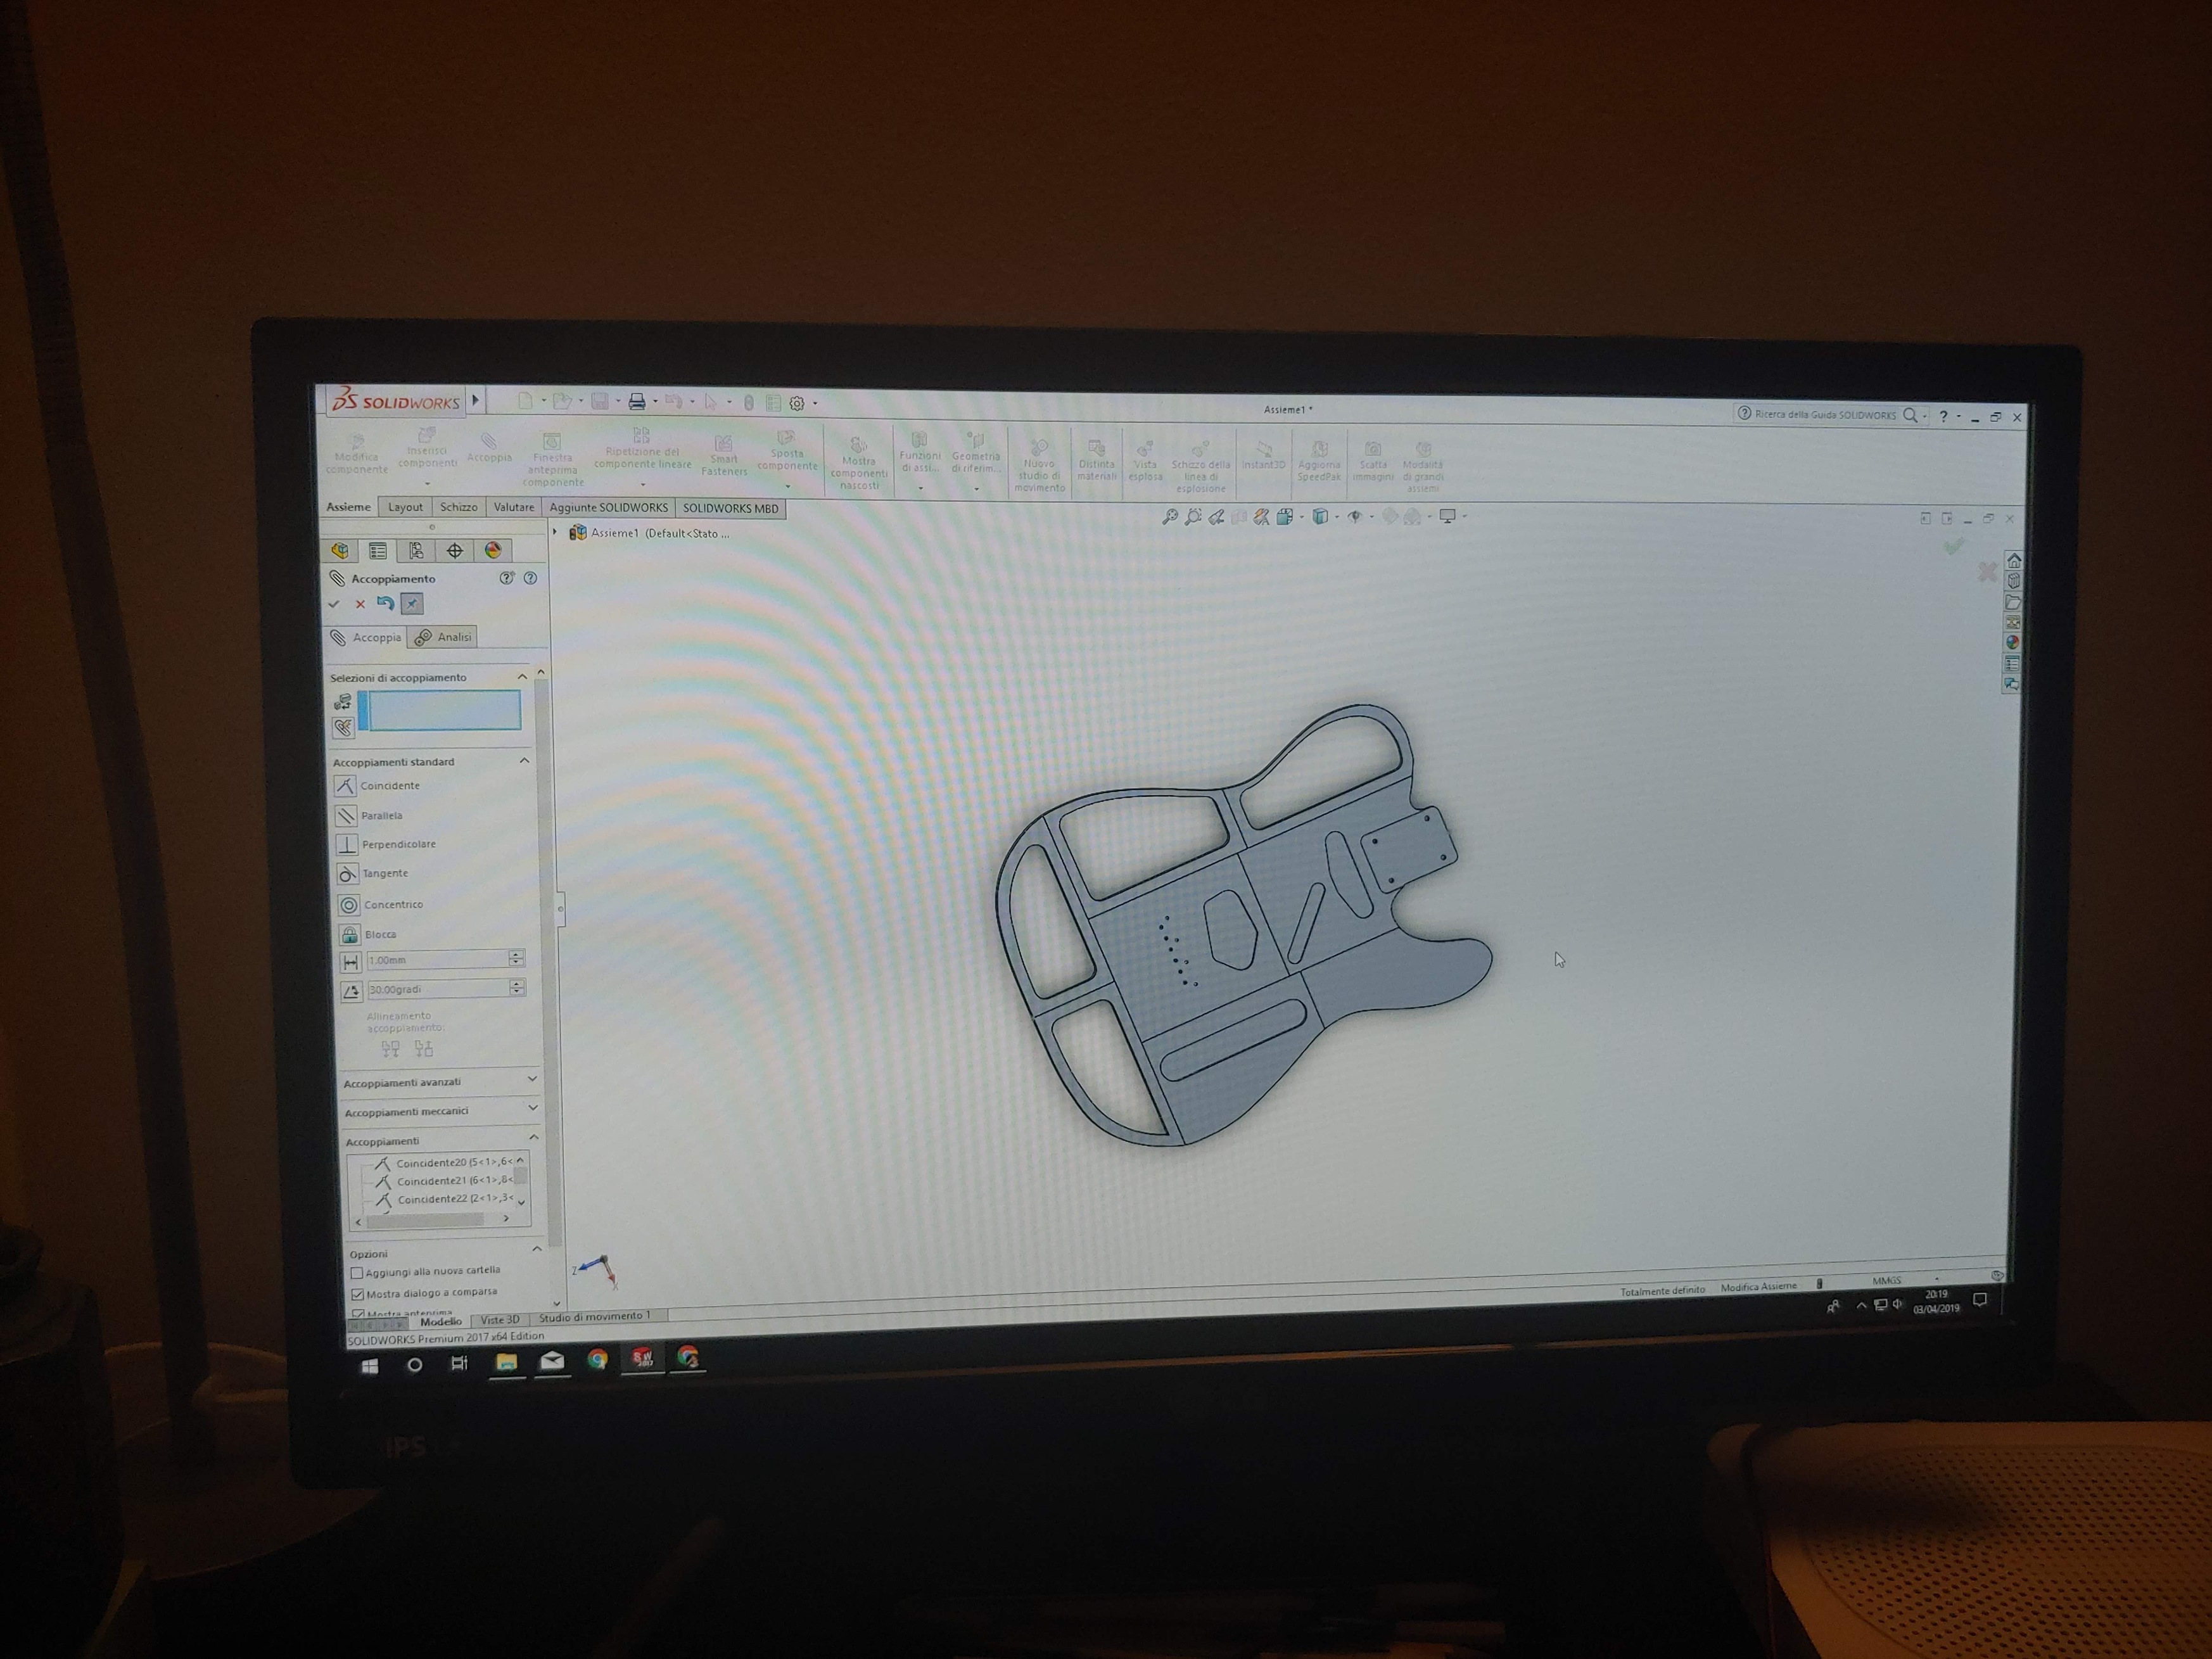 SOLIDWORKS
Assieme1 *
Ricerca della Guida SOLIDWORKS
?
Modifica
componente
Inserisci
componenti
Accoppia
Finestra
anteprima
componente
Ripetizione del
componente lineare
Smart
Fasteners
Sposta
componente
Mostra
componenti
nascosti
Funzioni
di assi...
Geometria
di riferim...
Nuovo
studio di
movimento
Distinta
materiali
Vista
esplosa
Schizzo della
linea di
esplosione
Instant3D
Aggiorna
SpeedPak
Scatta
immagini
Modalità
di grandi
assiemi
Assieme
Layout
Schizzo
Valutare
Aggiunte SOLIDWORKS
SOLIDWORKS MBD
Assieme1 (Default<Stato ...
Accoppiamento
Accoppia
Analisi
Selezioni di accoppiamento
Accoppiamenti standard
Coincidente
Parallela
Perpendicolare
Tangente
Concentrico
Blocca
1.00mm
30.00gradi
Allineamento
accoppiamento:
Accoppiamenti avanzati
Accoppiamenti meccanici
Accoppiamenti
Coincidente20 (5<1>,6<
Coincidente21 (6<1>,8<
Coincidente22 (2<1>,3<
Opzioni
Aggiungi alla nuova cartella
Mostra dialogo a comparsa
Mostra anteprima
Z
Modello
Viste 3D
Studio di movimento 1
SOLIDWORKS Premium 2017 x64 Edition
Totalmente definito
Modifica Assieme
MMGS
20:19
03/04/2019
SW
2017
IPS